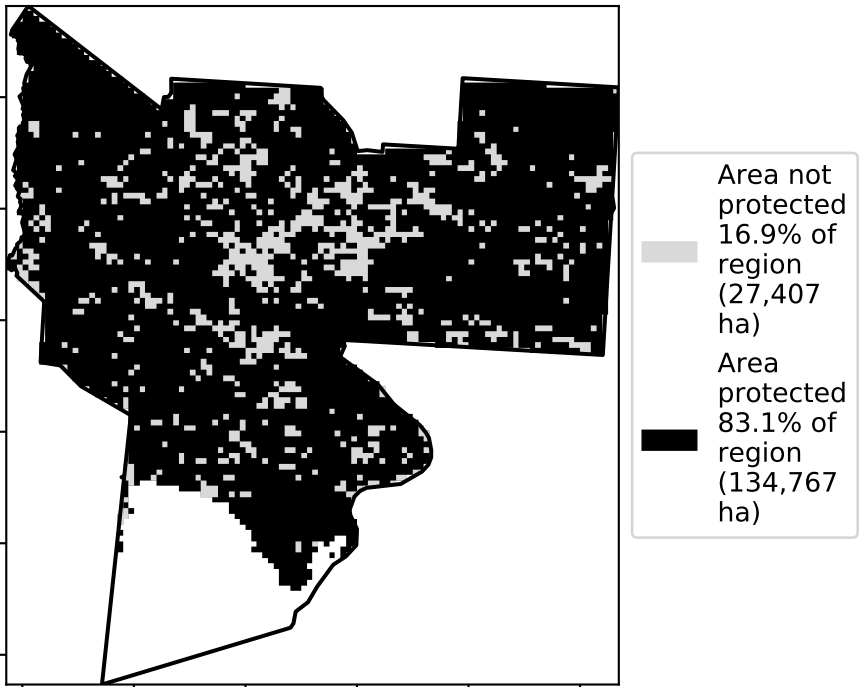 Area not
protected
16.9% of
region
(27,407
ha)
Area
protected
83.1% of
region
(134,767
ha)